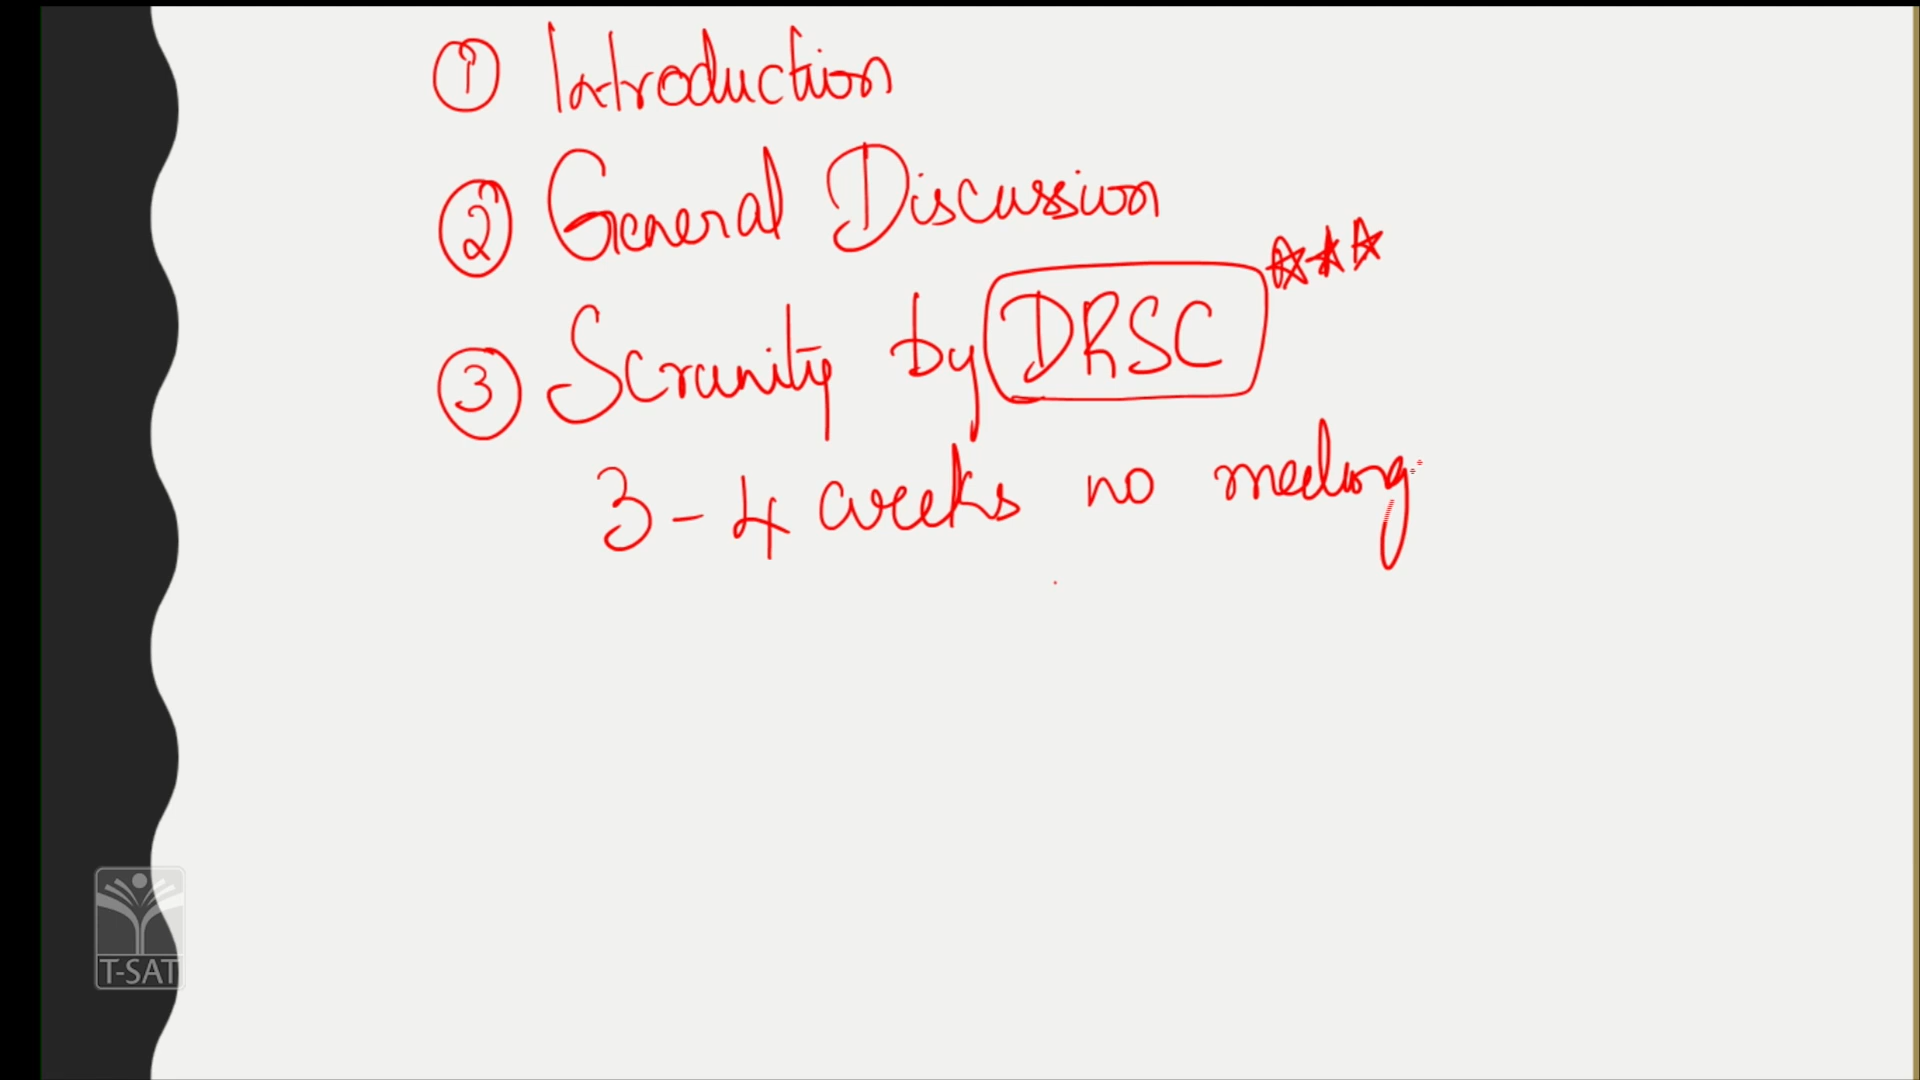 ① Introduction
② General Discussion
③ Scrunity by DRSC
3-4 weeks no meeting
T-SAT